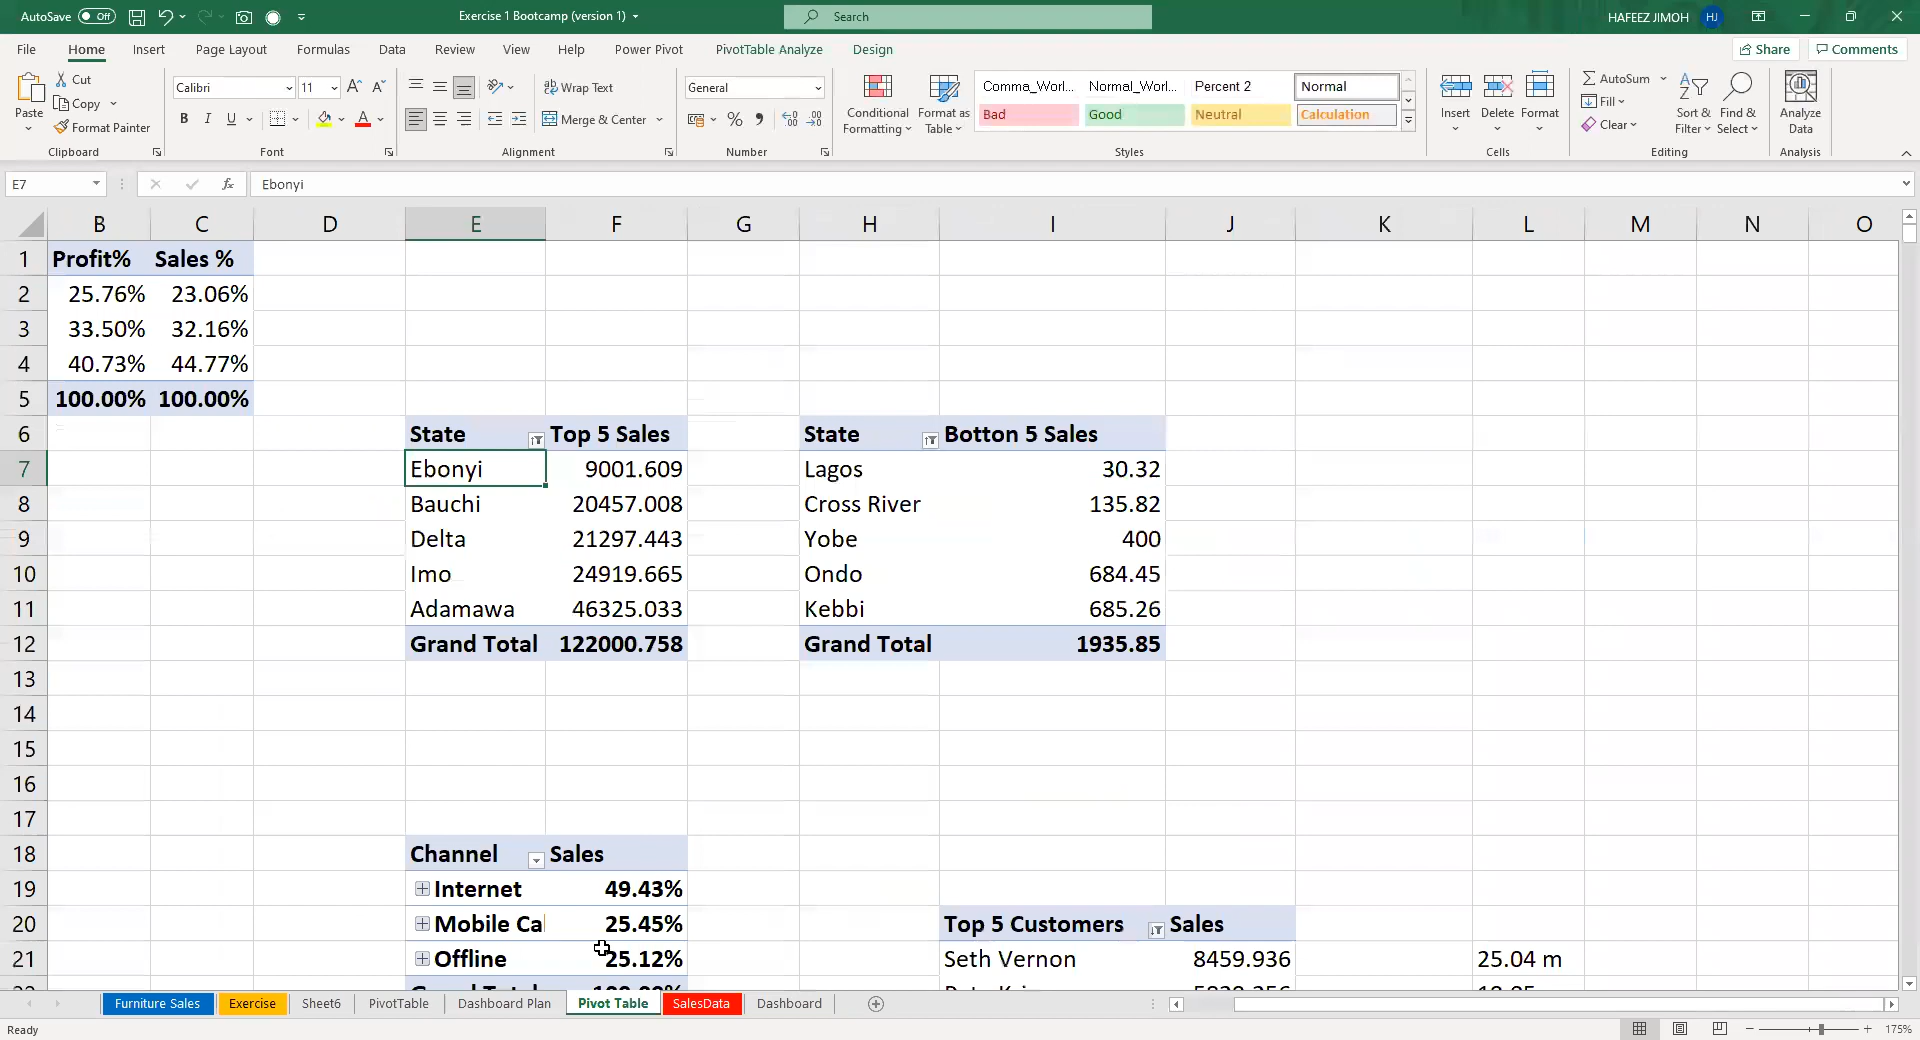 AutoSave Off Exercise 1 Bootcamp (version 1) Search HAFEEZ JIMOH HJ
File Home Insert Page Layout Formulas Data Review View Help Power Pivot PivotTable Analyze Design Share Comments
Paste Cut Copy Format Painter Clipboard
Calibri 11 A A B I U A Font
Wrap Text Merge & Center Alignment
General % Number
Conditional Formatting Format as Table
Comma_Worl... Normal_Worl... Percent 2 Normal
Bad Good Neutral Calculation
Styles
Insert Delete Format Cells
AutoSum Fill Clear Sort & Filter Find & Select Editing
Analyze Data Analysis
E7 fx Ebonyi
B C D E F G H I J K L M N O
1 Profit% Sales %
2 25.76% 23.06%
3 33.50% 32.16%
4 40.73% 44.77%
5 100.00% 100.00%
6 State Top 5 Sales State Botton 5 Sales
7 Ebonyi 9001.609 Lagos 30.32
8 Bauchi 20457.008 Cross River 135.82
9 Delta 21297.443 Yobe 400
10 Imo 24919.665 Ondo 684.45
11 Adamawa 46325.033 Kebbi 685.26
12 Grand Total 122000.758 Grand Total 1935.85
13
14
15
16
17
18 Channel Sales
19 Internet 49.43%
20 Mobile Cal 25.45% Top 5 Customers Sales
21 Offline 25.12% Seth Vernon 8459.936 25.04 m
Furniture Sales Exercise Sheet6 PivotTable Dashboard Plan Pivot Table SalesData Dashboard
Ready 175%